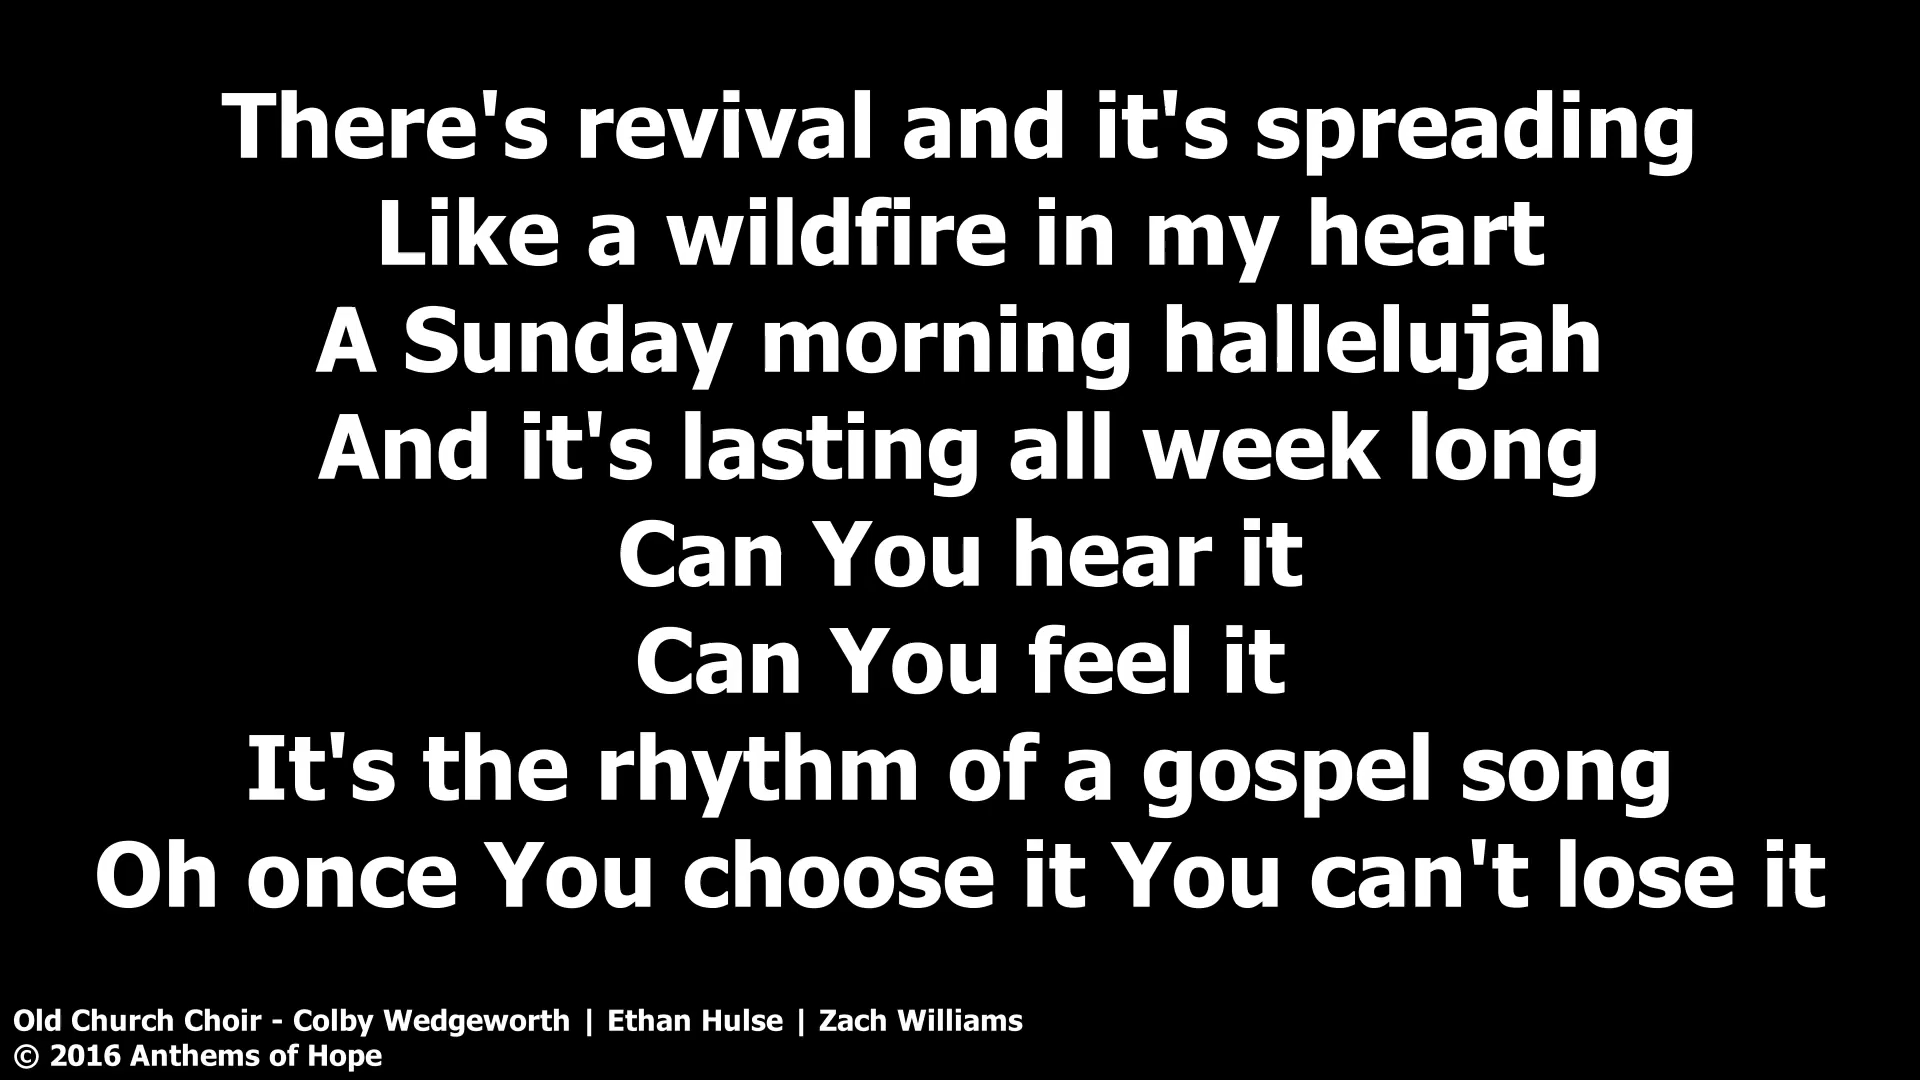 There's revival and it's spreading
Like a wildfire in my heart
A Sunday morning hallelujah
And it's lasting all week long
Can You hear it
Can You feel it
It's the rhythm of a gospel song
Oh once You choose it You can't lose it
Old Church Choir - Colby Wedgeworth | Ethan Hulse | Zach Williams
© 2016 Anthems of Hope